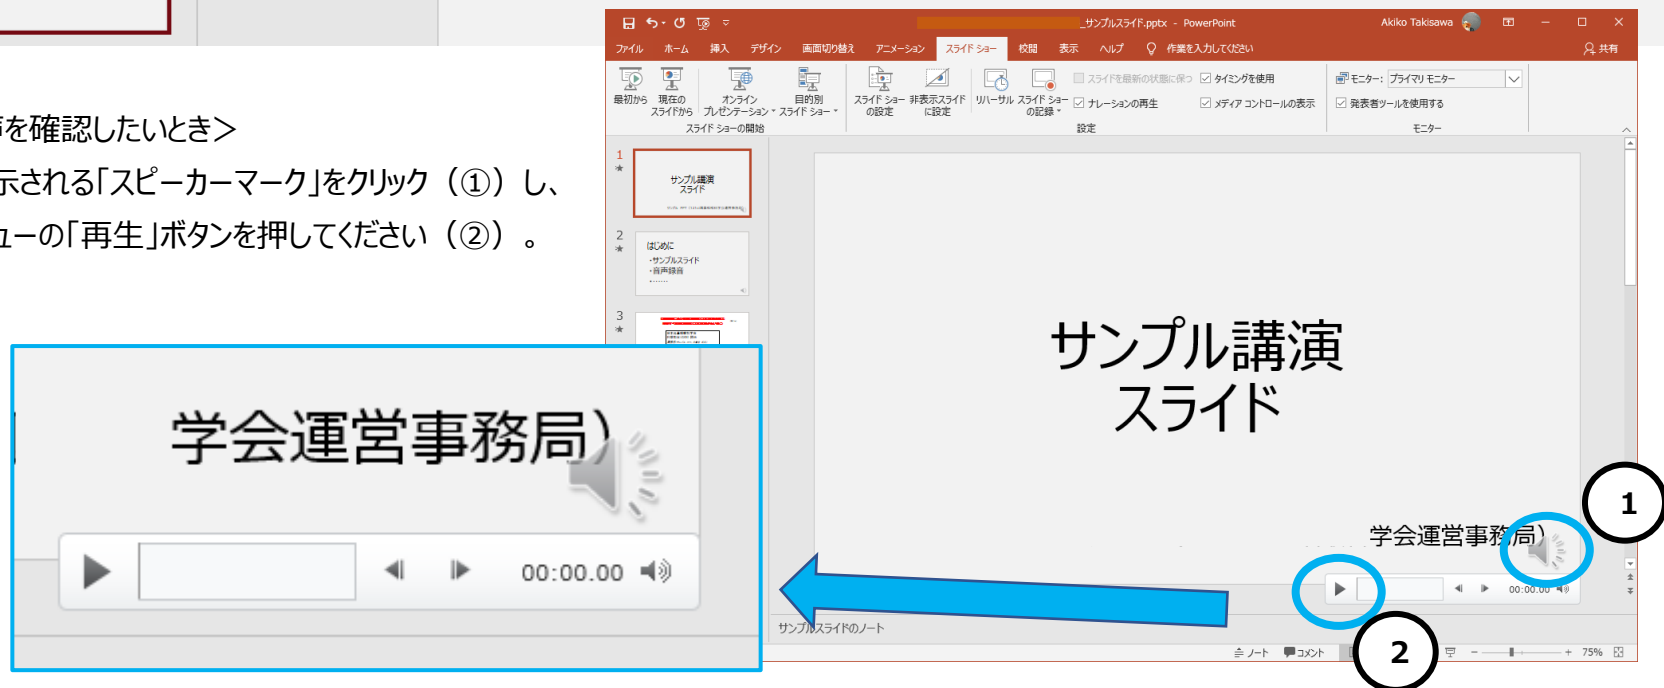 声を確認したいとき＞
示される「スピーカーマーク」をクリック（①）し、
ューの「再生」ボタンを押してください（②）。
_サンプルスライド.pptx - PowerPoint
Akiko Takisawa
ファイル ホーム 挿入 デザイン 画面切り替え アニメーション スライド ショー 校閲 表示 ヘルプ 作業を入力してください 共有
最初から 現在の スライドから オンライン プレゼンテーション 目的別 スライド ショー スライド ショー の設定 非表示スライド に設定 リハーサル スライド ショー の記録
スライドを最新の状態に保つ タイミングを使用
ナレーションの再生 メディア コントロールの表示
モニター: プライマリ モニター
発表者ツールを使用する
スライド ショーの開始 設定 モニター
1
サンプル講演
スライド
2
はじめに
・サンプルスライド
・音声録音
・……
3
サンプル講演
スライド
学会運営事務局）
00:00.00
1
2
サンプルスライドのノート
ノート コメント 75%
学会運営事務局）
00:00.00